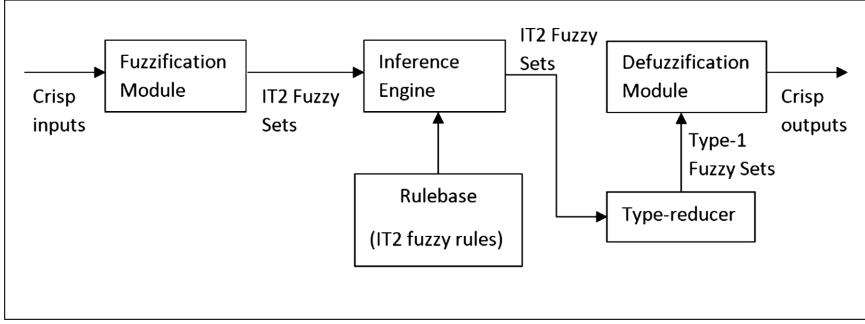 Crisp
inputs
Fuzzification
Module
IT2 Fuzzy
Sets
Inference
Engine
Rulebase
(IT2 fuzzy rules)
IT2 Fuzzy
Sets
Type-reducer
Type-1
Fuzzy Sets
Defuzzification
Module
Crisp
outputs